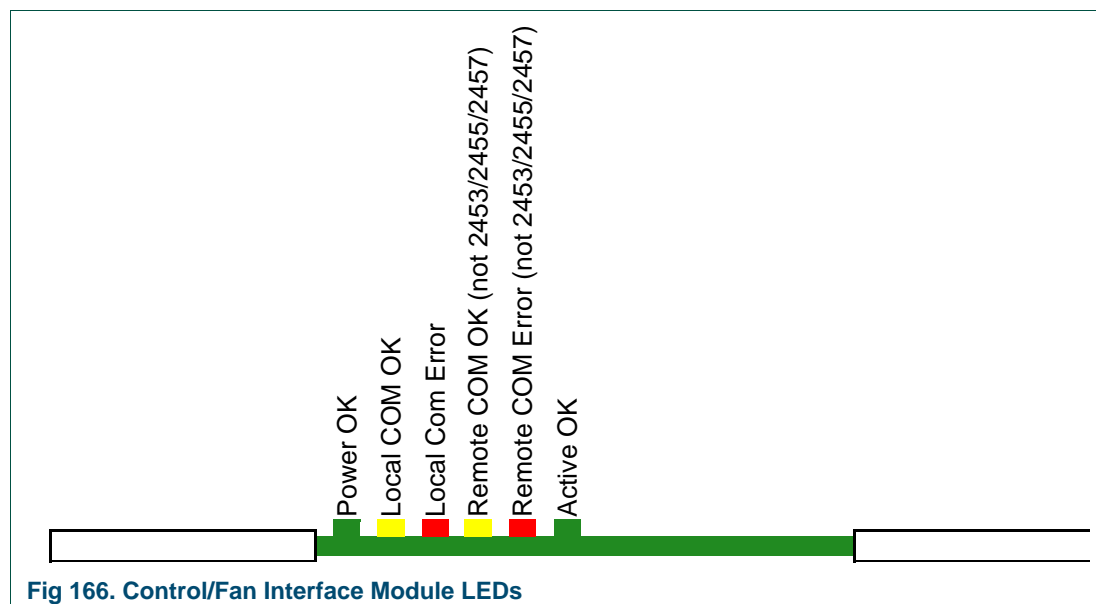 Power OK
Local COM OK
Local Com Error
Remote COM OK (not 2453/2455/2457)
Remote COM Error (not 2453/2455/2457)
Active OK
Fig 166. Control/Fan Interface Module LEDs